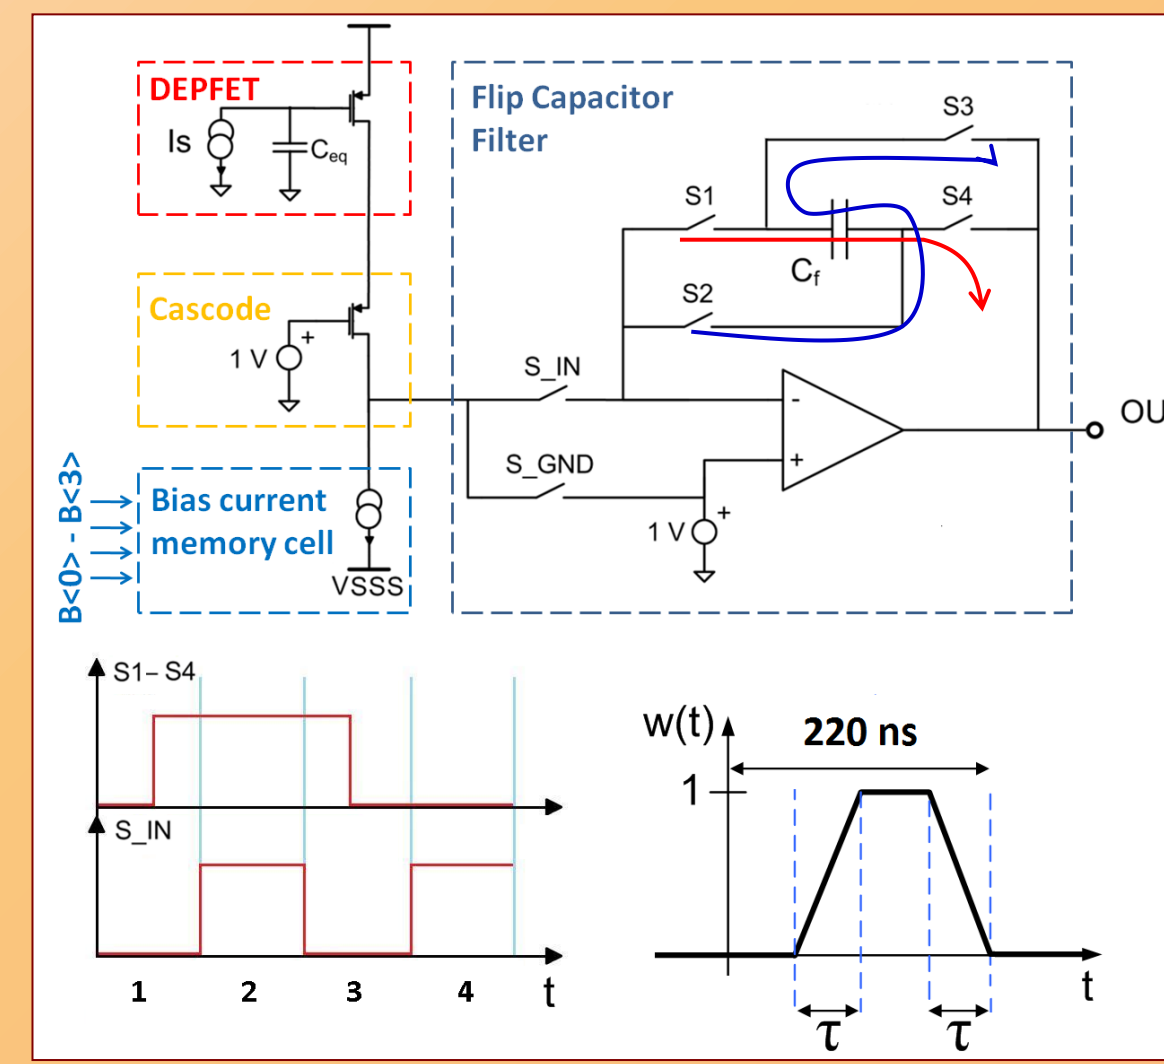 DEPFET
Is
Ceq
Flip Capacitor
Filter
S3
S1
S4
Cf
S2
Cascode
1 V
+
S_IN
-
OU
S_GND
+
1 V
+
B<0> - B<3>
Bias current
memory cell
VSSS
S1– S4
S_IN
1 2 3 4 t
w(t)
220 ns
1
t
τ τ